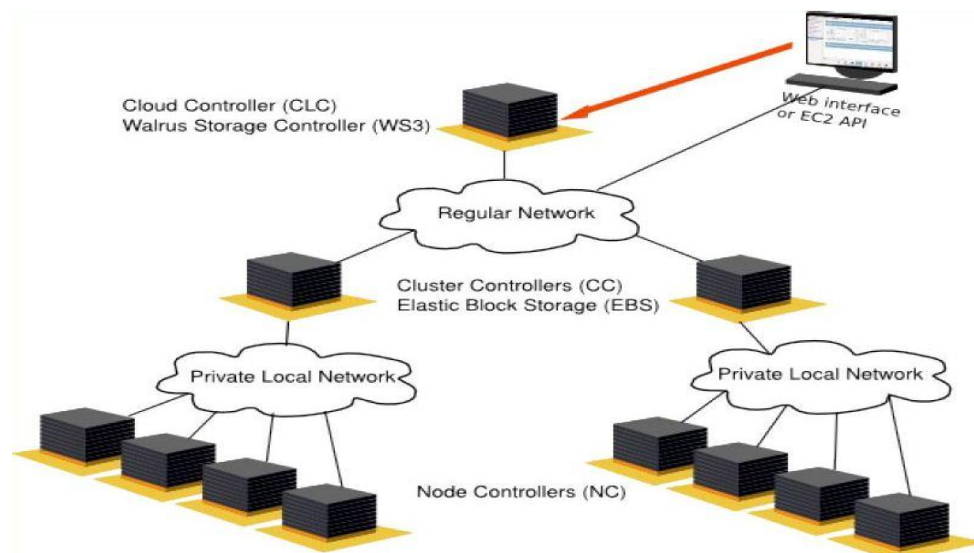 Cloud Controller (CLC)
Walrus Storage Controller (WS3)
Web interface
or EC2 API
Regular Network
Cluster Controllers (CC)
Elastic Block Storage (EBS)
Private Local Network
Private Local Network
Node Controllers (NC)